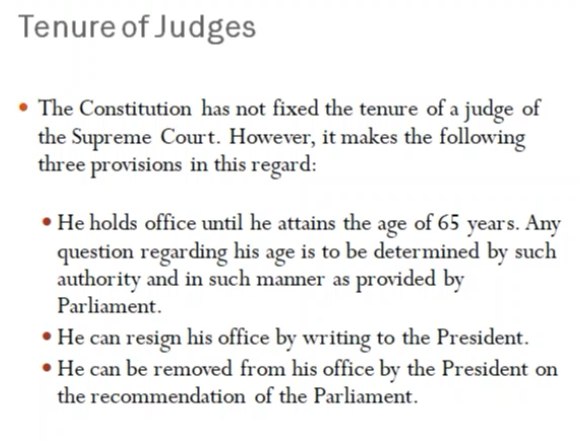 Tenure of Judges
• The Constitution has not fixed the tenure of a judge of
the Supreme Court. However, it makes the following
three provisions in this regard:
• He holds office until he attains the age of 65 years. Any
question regarding his age is to be determined by such
authority and in such manner as provided by
Parliament.
• He can resign his office by writing to the President.
• He can be removed from his office by the President on
the recommendation of the Parliament.